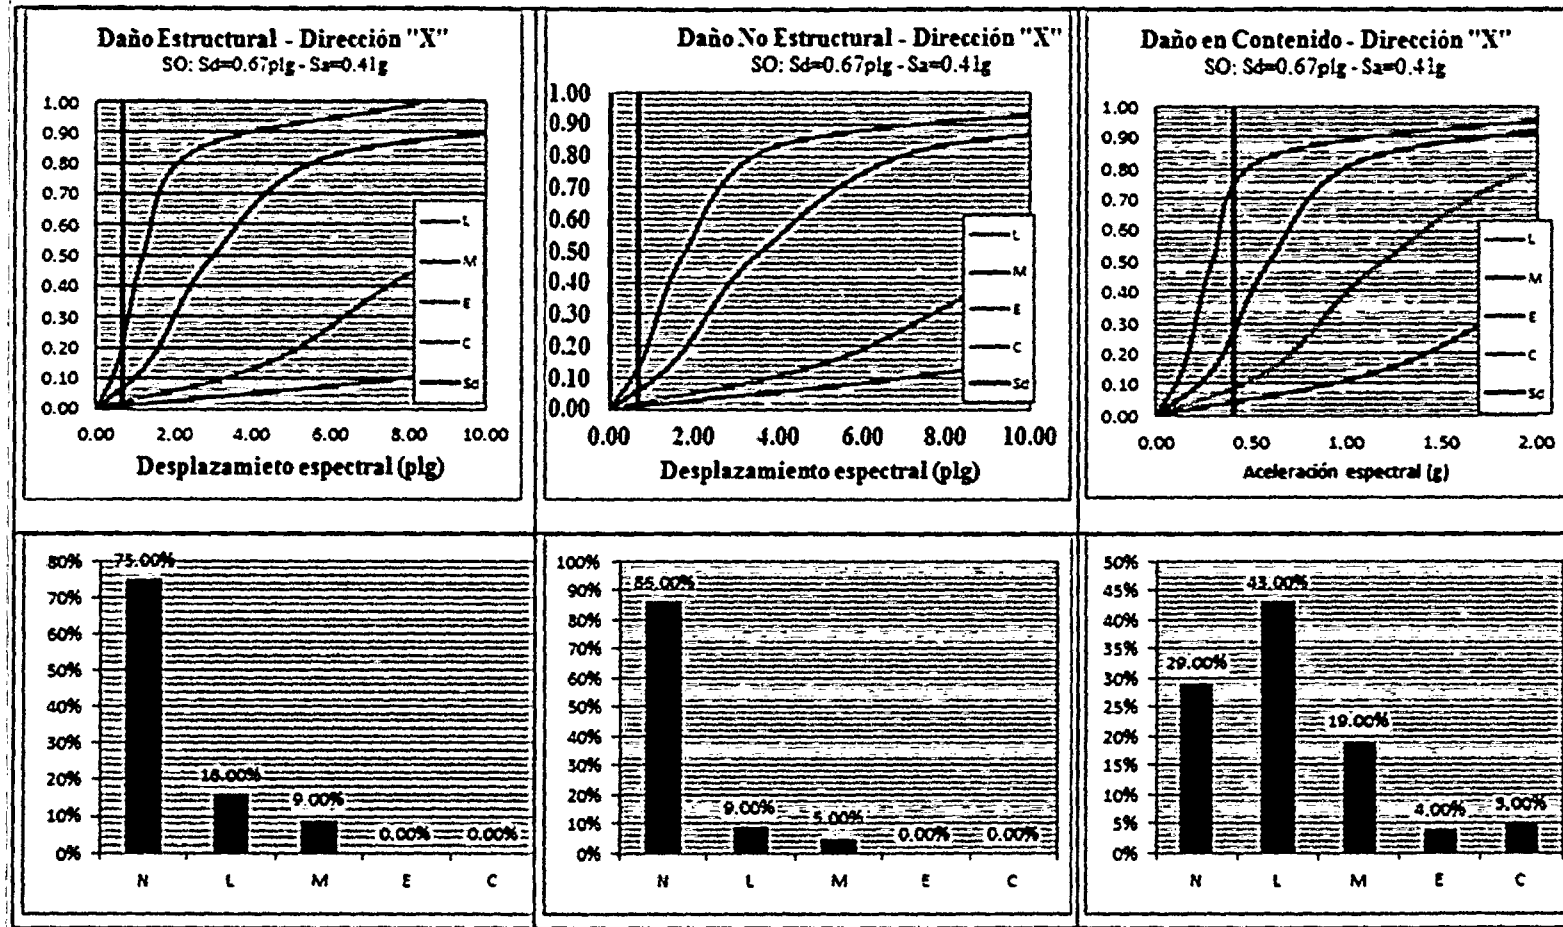 Daño Estructural - Dirección "X"
SO: Sd=0.67plg - Sa=0.41g
1.00
0.90
0.80
0.70
0.60
0.50
0.40
0.30
0.20
0.10
0.00
0.00 2.00 4.00 6.00 8.00 10.00
L
M
E
C
Sd
Desplazamieto espectral (plg)
Daño No Estructural - Dirección "X"
SO: Sd=0.67plg - Sa=0.41g
1.00
0.90
0.80
0.70
0.60
0.50
0.40
0.30
0.20
0.10
0.00
0.00 2.00 4.00 6.00 8.00 10.00
L
M
E
C
Sd
Desplazamiento espectral (plg)
Daño en Contenido - Dirección "X"
SO: Sd=0.67plg - Sa=0.41g
1.00
0.90
0.80
0.70
0.60
0.50
0.40
0.30
0.20
0.10
0.00
0.00 0.50 1.00 1.50 2.00
L
M
E
C
Sd
Aceleración espectral (g)
80%
70%
60%
50%
40%
30%
20%
10%
0%
75.00%
16.00%
9.00%
0.00%
0.00%
N L M E C
100%
90%
80%
70%
60%
50%
40%
30%
20%
10%
0%
86.00%
9.00%
5.00%
0.00%
0.00%
N L M E C
50%
45%
40%
35%
30%
25%
20%
15%
10%
5%
0%
29.00%
43.00%
19.00%
4.00%
5.00%
N L M E C